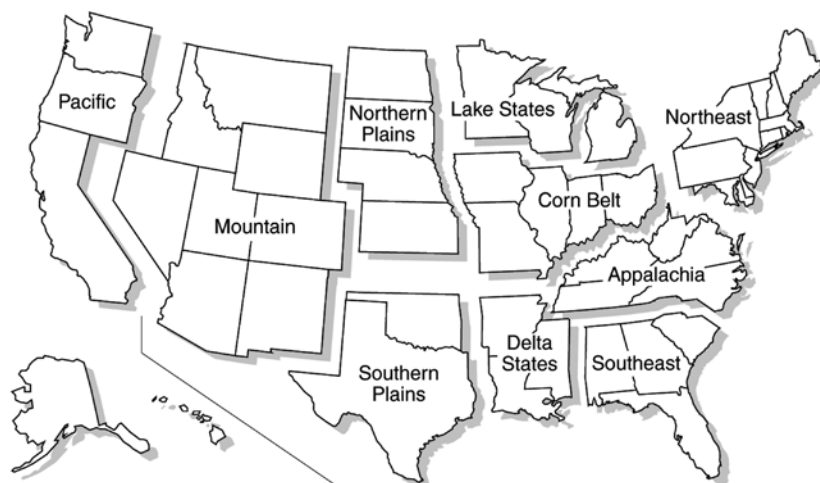 Pacific
Northern
Plains
Lake States
Northeast
Corn Belt
Mountain
Appalachia
Delta
States
Southeast
Southern
Plains